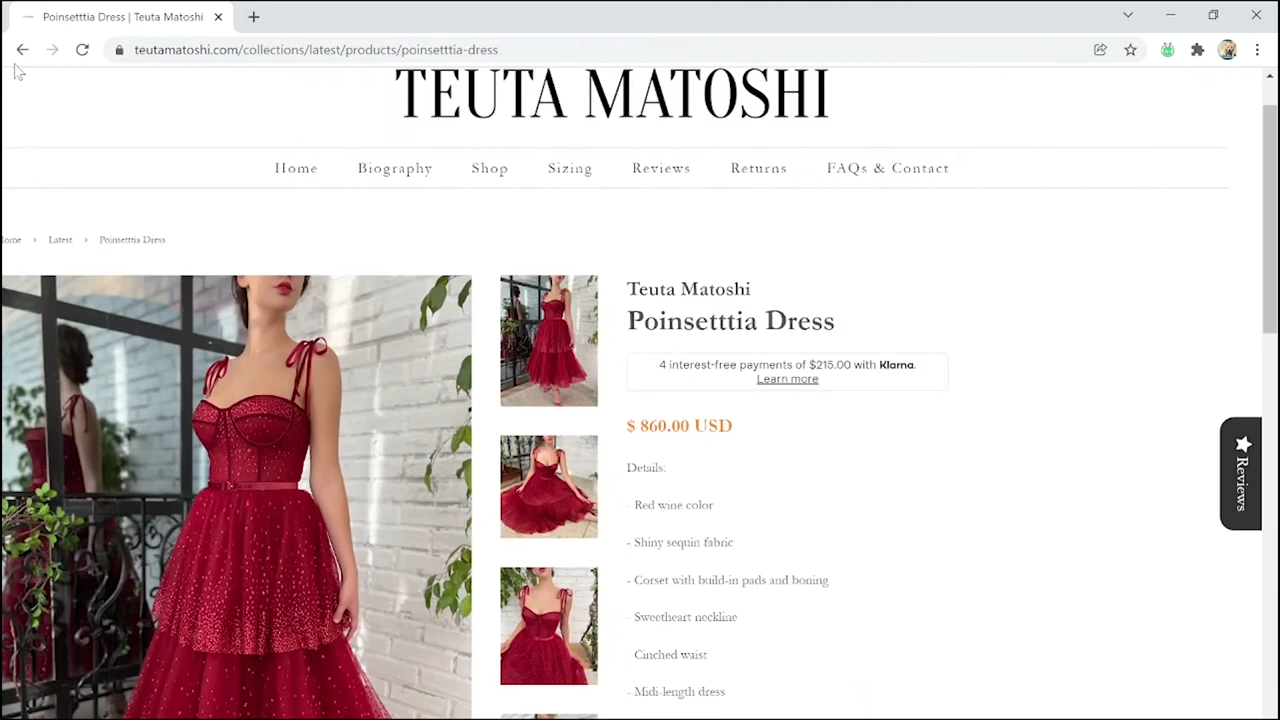 Poinsetttia Dress | Teuta Matoshi
teutamatoshi.com/collections/latest/products/poinsetttia-dress
TEUTA MATOSHI
Home Biography Shop Sizing Reviews Returns FAQs & Contact
Home › Latest › Poinsetttia Dress
Teuta Matoshi
Poinsetttia Dress
4 interest-free payments of $215.00 with Klarna.
Learn more
$ 860.00 USD
Details:
- Red wine color
- Shiny sequin fabric
- Corset with build-in pads and boning
- Sweetheart neckline
- Cinched waist
- Midi-length dress
Reviews